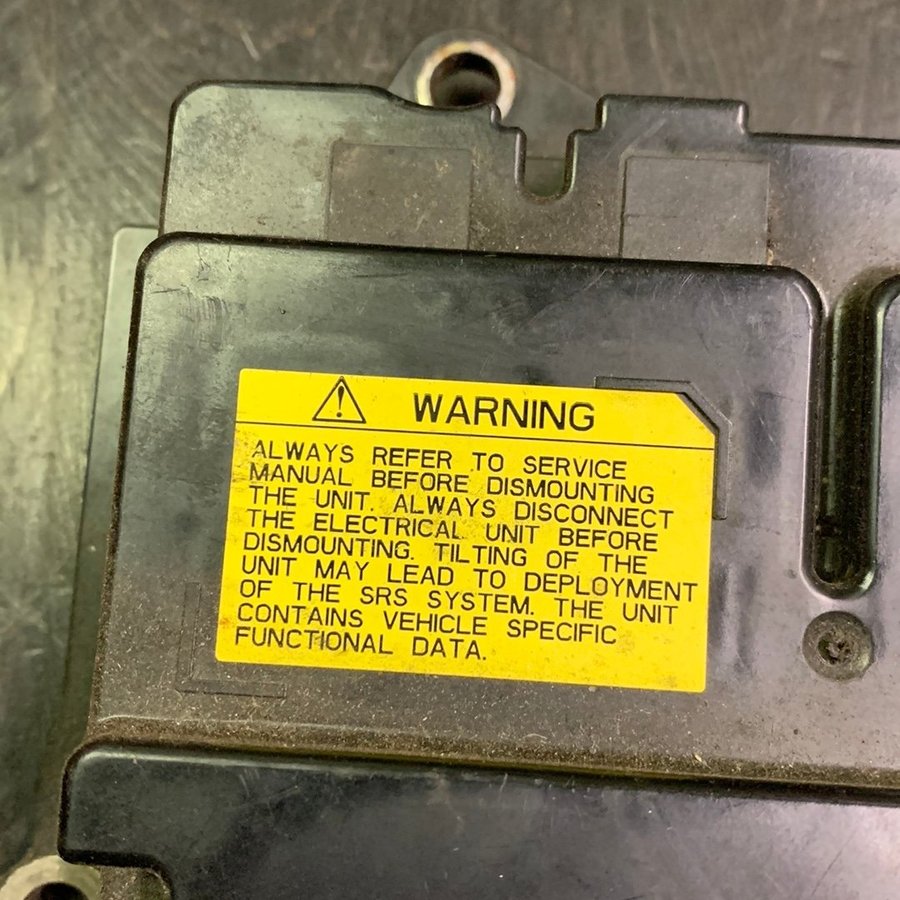 WARNING
ALWAYS REFER TO SERVICE
MANUAL BEFORE DISMOUNTING
THE UNIT. ALWAYS DISCONNECT
THE ELECTRICAL UNIT BEFORE
DISMOUNTING. TILTING OF THE
UNIT MAY LEAD TO DEPLOYMENT
OF THE SRS SYSTEM. THE UNIT
CONTAINS VEHICLE SPECIFIC
FUNCTIONAL DATA.